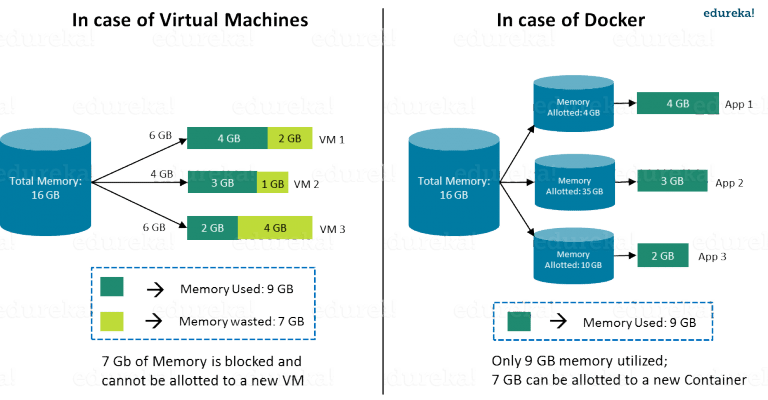 In case of Virtual Machines
Total Memory:
16 GB
6 GB
4 GB
6 GB
4 GB
2 GB
VM 1
3 GB
1 GB
VM 2
2 GB
4 GB
VM 3
Memory Used: 9 GB
Memory wasted: 7 GB
7 Gb of Memory is blocked and
cannot be allotted to a new VM
In case of Docker
edureka!
Total Memory:
16 GB
Memory
Allotted: 4 GB
4 GB
App 1
Memory
Allotted: 35 GB
3 GB
App 2
Memory
Allotted: 10 GB
2 GB
App 3
Memory Used: 9 GB
Only 9 GB memory utilized;
7 GB can be allotted to a new Container